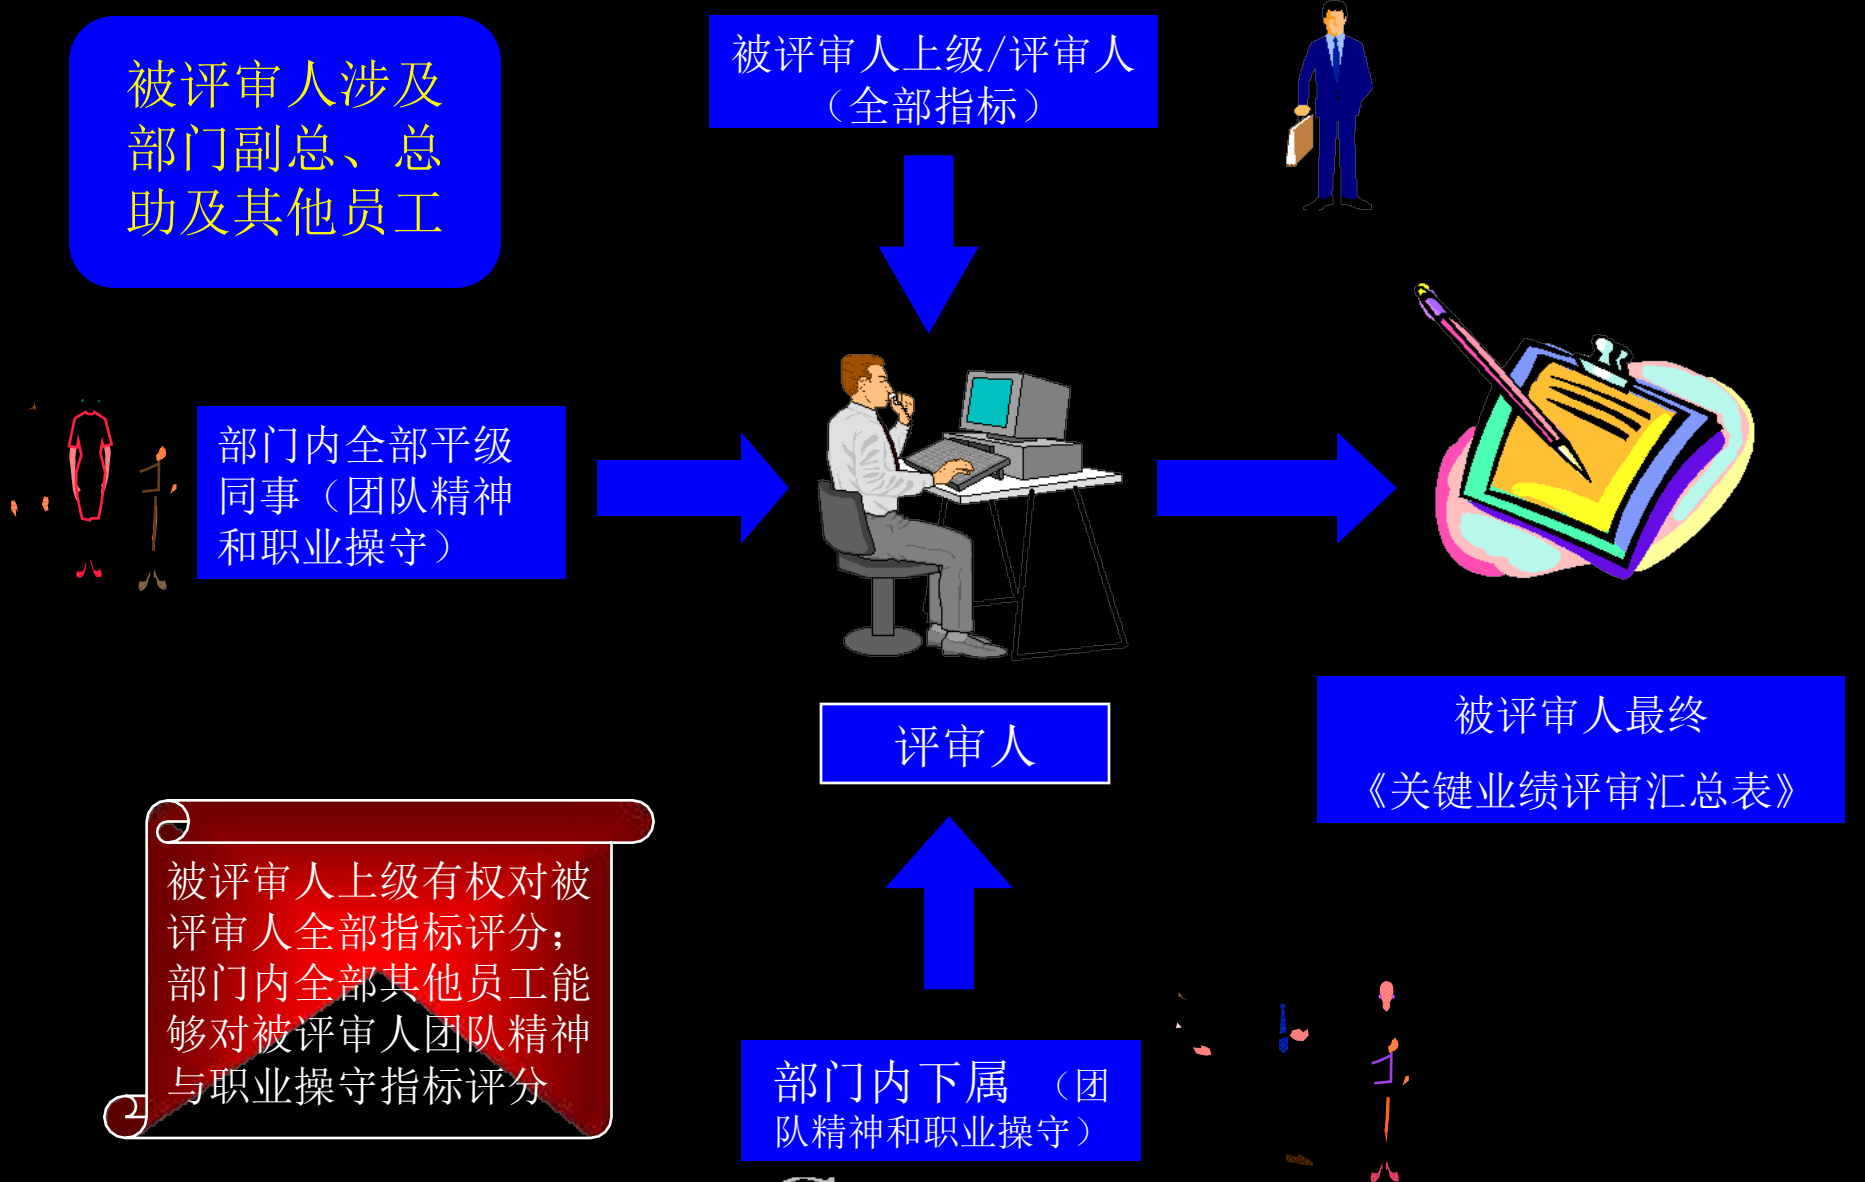 被评审人涉及
部门副总、总
助及其他员工
被评审人上级/评审人
（全部指标）
部门内全部平级
同事（团队精神
和职业操守）
评审人
被评审人最终
《关键业绩评审汇总表》
被评审人上级有权对被
评审人全部指标评分；
部门内全部其他员工能
够对被评审人团队精神
与职业操守指标评分
部门内下属 （团
队精神和职业操守）